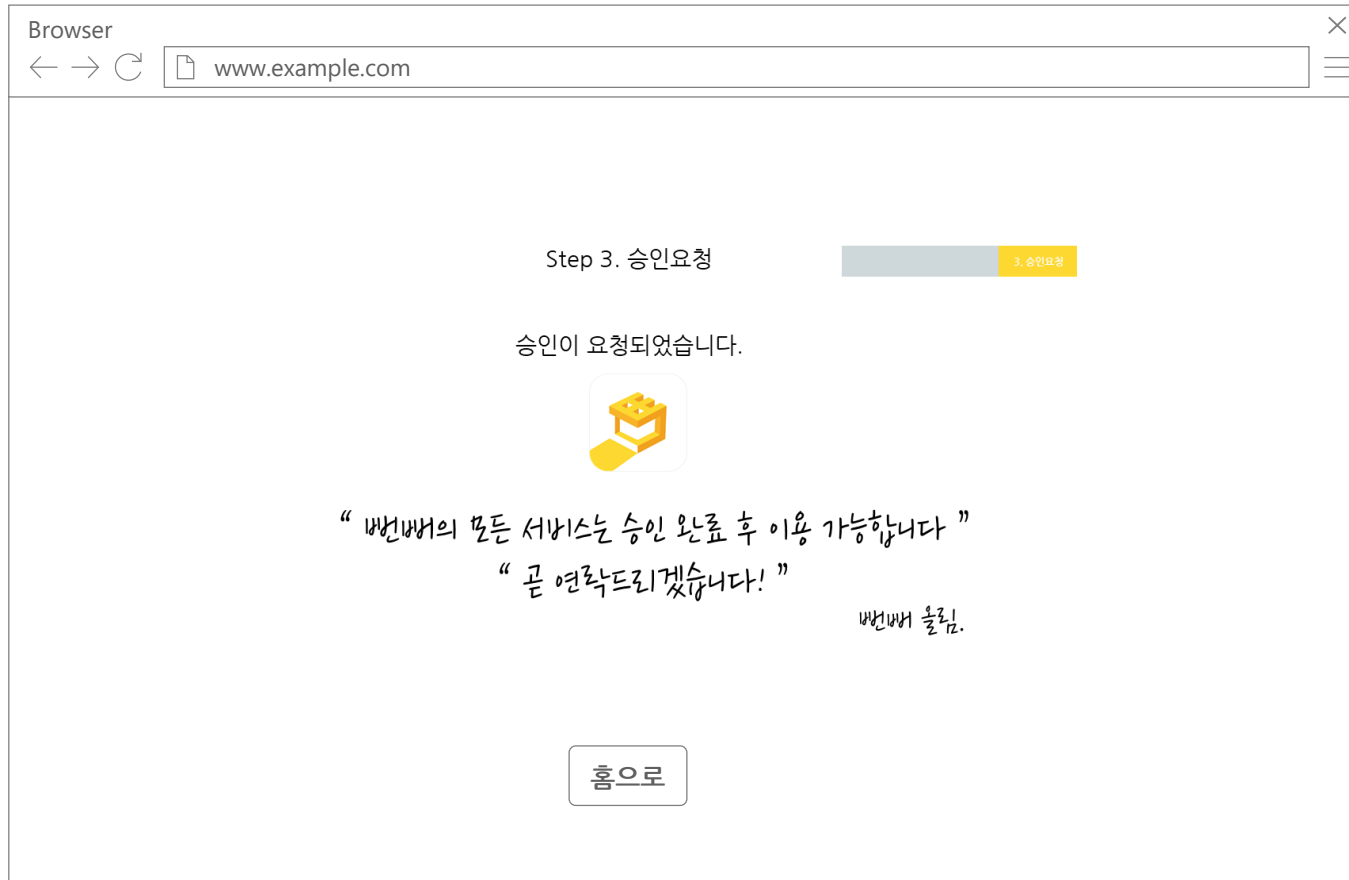 Browser
www.example.com
Step 3. 승인요청
3. 승인요청
승인이 요청되었습니다.
“ 뻔뻐의 모든 서비스는 승인 완료 후 이용 가능합니다 ”
“ 곧 연락드리겠습니다! ”
뻔뻐 올림.
홈으로